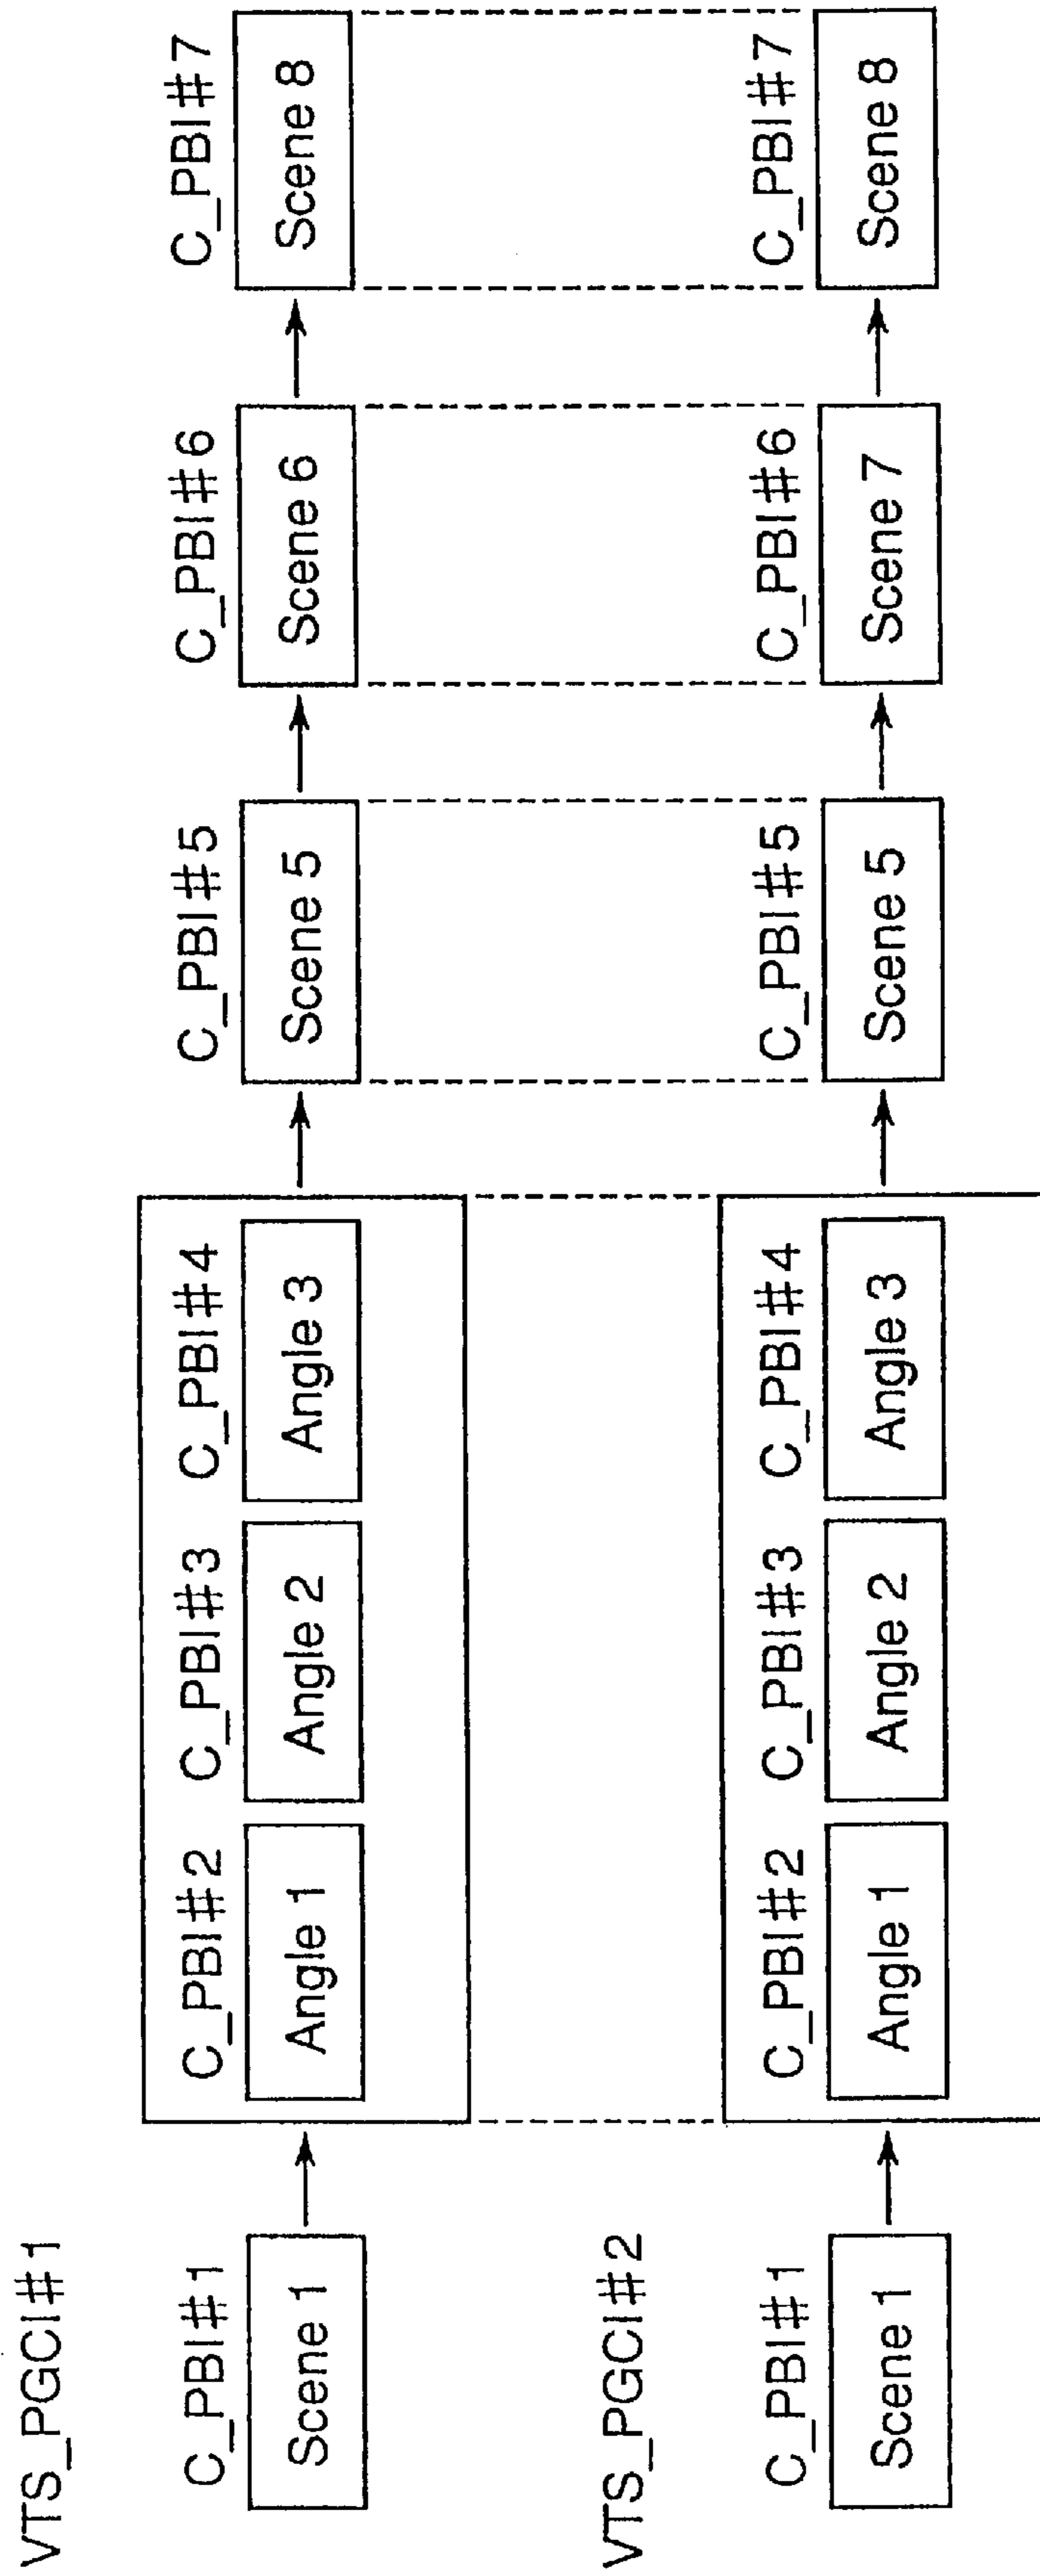 VTS_PGCI#1
C_PBI#1 C_PBI#2 C_PBI#3 C_PBI#4 C_PBI#5 C_PBI#6 C_PBI#7
Scene 1 Angle 1 Angle 2 Angle 3 Scene 5 Scene 6 Scene 8
VTS_PGCI#2
C_PBI#1 C_PBI#2 C_PBI#3 C_PBI#4 C_PBI#5 C_PBI#6 C_PBI#7
Scene 1 Angle 1 Angle 2 Angle 3 Scene 5 Scene 7 Scene 8